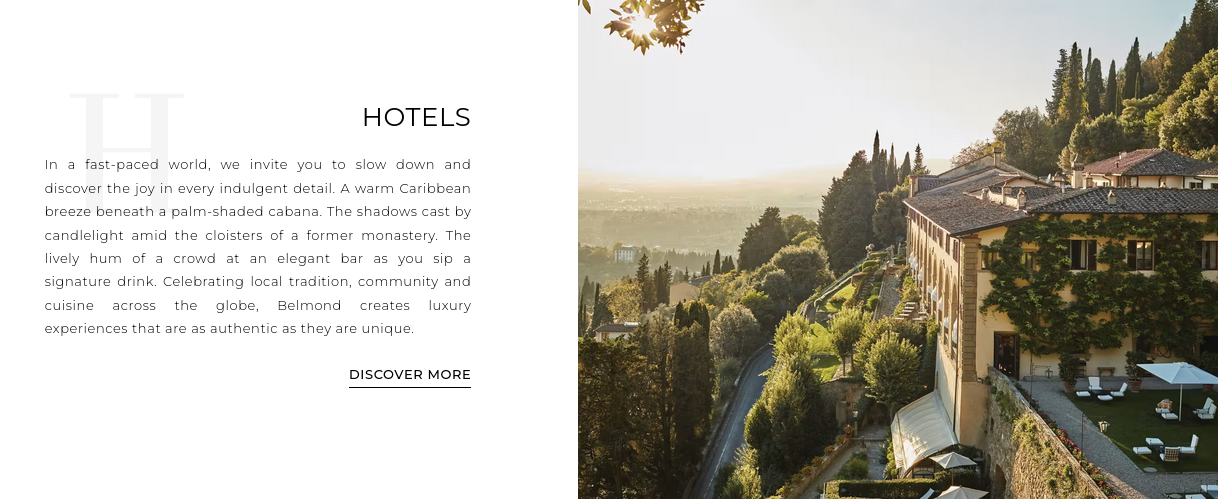 H
HOTELS
In a fast-paced world, we invite you to slow down and
discover the joy in every indulgent detail. A warm Caribbean
breeze beneath a palm-shaded cabana. The shadows cast by
candlelight amid the cloisters of a former monastery. The
lively hum of a crowd at an elegant bar as you sip a
signature drink. Celebrating local tradition, community and
cuisine across the globe, Belmond creates luxury
experiences that are as authentic as they are unique.
DISCOVER MORE